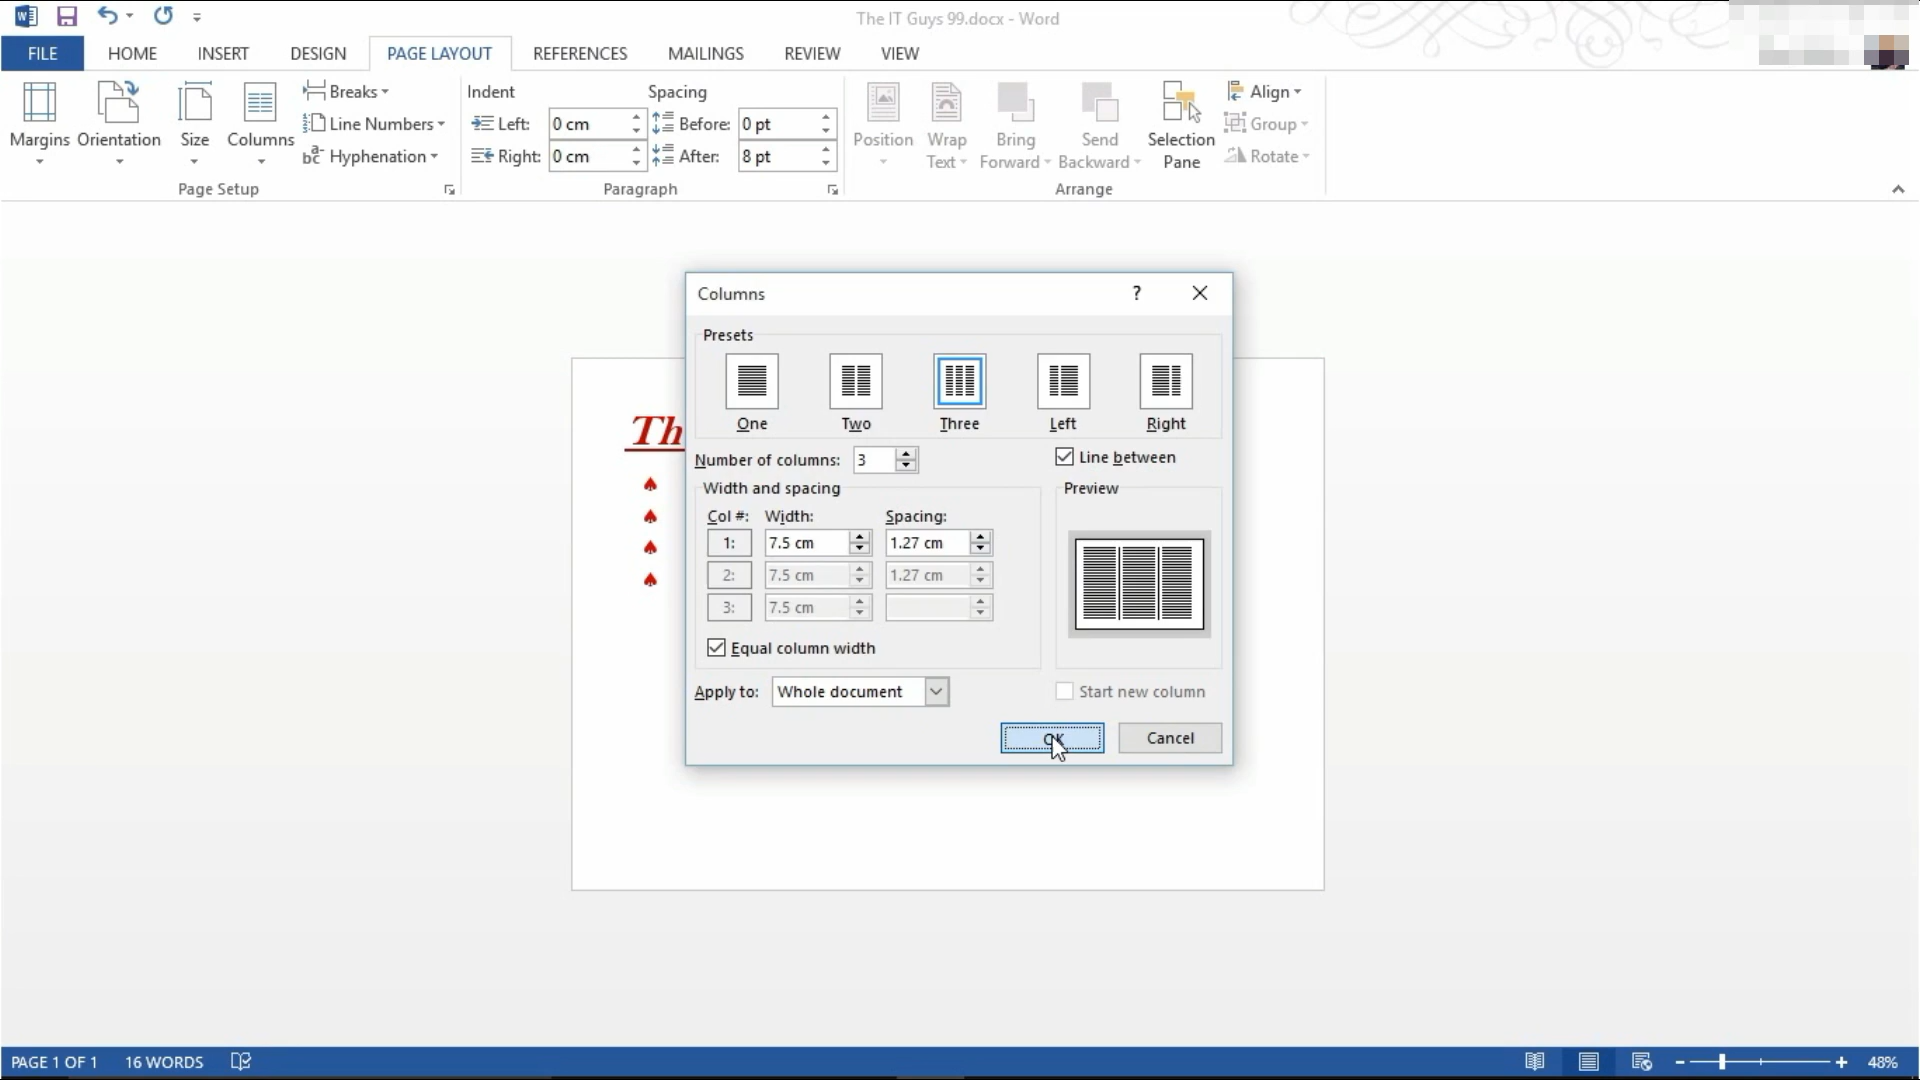 The IT Guys 99.docx - Word
FILE HOME INSERT DESIGN PAGE LAYOUT REFERENCES MAILINGS REVIEW VIEW
Margins Orientation Size Columns
Breaks
Line Numbers
Hyphenation
Page Setup
Indent Spacing
Left: 0 cm Before: 0 pt
Right: 0 cm After: 8 pt
Paragraph
Position Wrap Text Bring Forward Send Backward Selection Pane
Align
Group
Rotate
Arrange
Th
Columns ?
Presets
One Two Three Left Right
Number of columns: 3 Line between
Width and spacing Preview
Col #: Width: Spacing:
1: 7.5 cm 1.27 cm
2: 7.5 cm 1.27 cm
3: 7.5 cm
Equal column width
Apply to: Whole document Start new column
OK Cancel
PAGE 1 OF 1 16 WORDS 48%